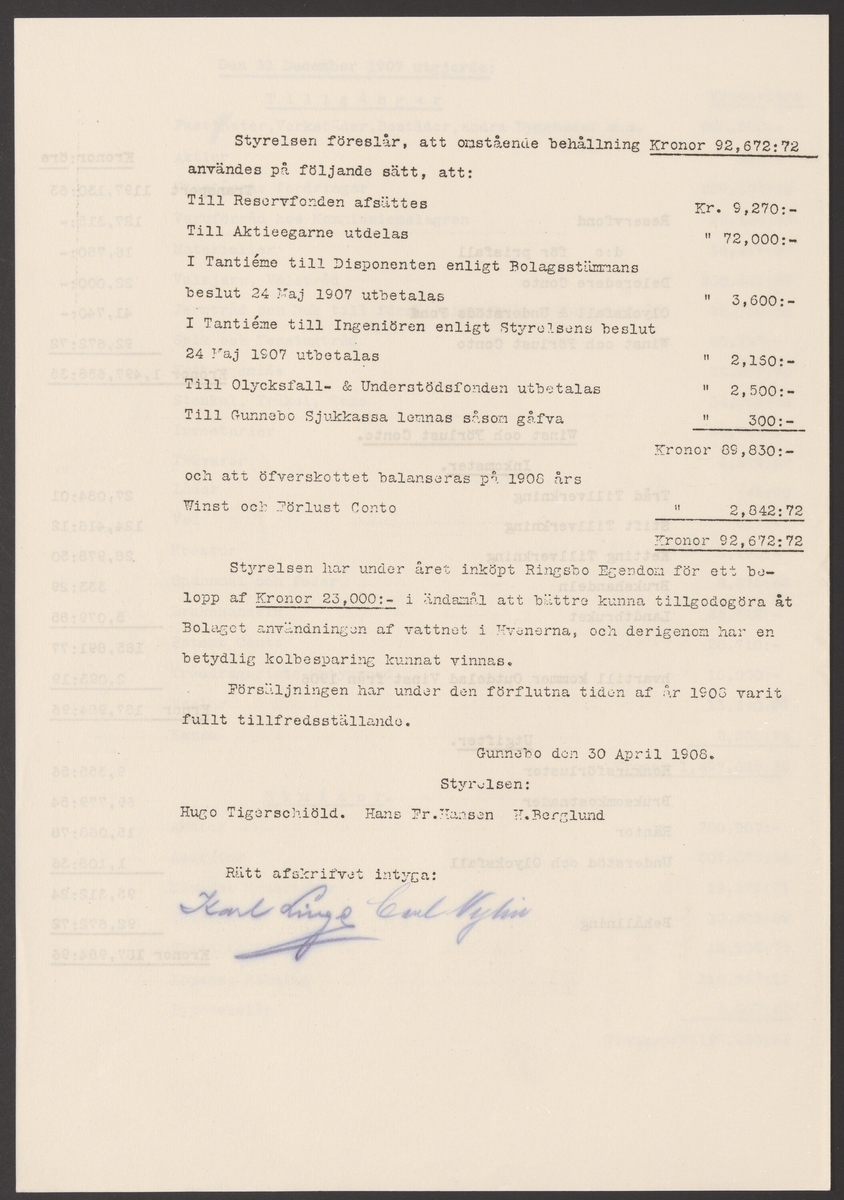 Styrelsen föreslår, att omstående behållning Kronor 92,672:72
användes på följande sätt, att:
Till Reservfonden afsättes Kr. 9,270:-
Till Aktieegarne utdelas " 72,000:-
I Tantiéme till Disponenten enligt Bolagsstämmans
beslut 24 Maj 1907 utbetalas " 3,600:-
I Tantiéme till Ingeniören enligt Styrelsens beslut
24 Maj 1907 utbetalas " 2,160:-
Till Olycksfall- & Understödsfonden utbetalas " 2,500:-
Till Gunnebo Sjukkassa lemnas såsom gåfva " 300:-
Kronor 89,830:-
och att öfverskottet balanseras på 1908 års
Winst och Förlust Conto " 2,842:72
Kronor 92,672:72
Styrelsen har under året inköpt Ringsbo Egendom för ett be-
lopp af Kronor 23,000:- i ändamål att bättre kunna tillgodogöra åt
Bolaget användningen af vattnet i Hvenerna, och derigenom har en
betydlig kolbesparing kunnat vinnas.
Försäljningen har under den förflutna tiden af år 1908 varit
fullt tillfredsställande.
Gunnebo den 30 April 1908.
Styrelsen:
Hugo Tigerschiöld. Hans Fr.Hansen H.Berglund
Rätt afskrifvet intyga:
Karl Linge Carl Nylin